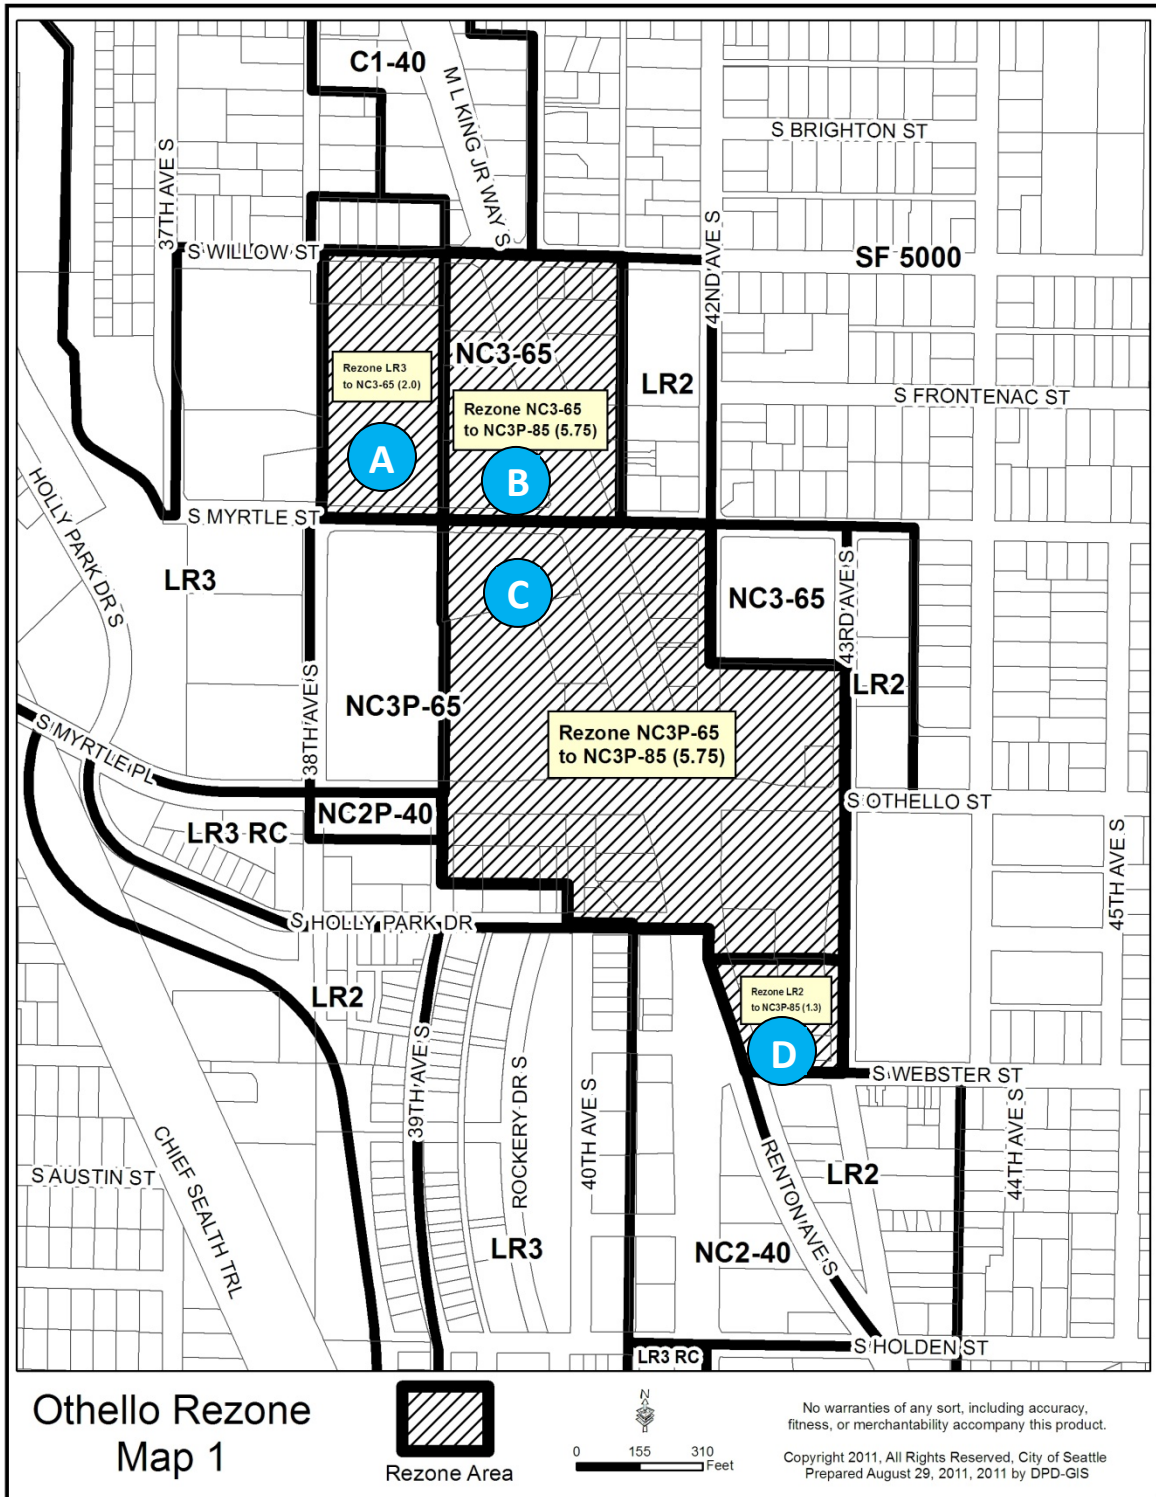 C1-40
M L KING JR WAY S
S BRIGHTON ST
37TH AVE S
S WILLOW ST
42ND AVE S
SF 5000
NC3-65
Rezone LR3
to NC3-65 (2.0)
LR2
S FRONTENAC ST
Rezone NC3-65
to NC3P-85 (5.75)
A
B
HOLLY PARK DR S
S MYRTLE ST
LR3
C
NC3-65
43RD AVE S
LR2
38TH AVE S
NC3P-65
Rezone NC3P-65
to NC3P-85 (5.75)
S MYRTLE PL
NC2P-40
S OTHELLO ST
LR3 RC
45TH AVE S
S HOLLY PARK DR
LR2
Rezone LR2
to NC3P-85 (1.3)
D
S WEBSTER ST
39TH AVE S
ROCKERY DR S
40TH AVE S
44TH AVE S
CHIEF SEALTH TRL
S AUSTIN ST
RENTON AVE S
LR2
LR3
NC2-40
S HOLDEN ST
LR3 RC
Othello Rezone
Map 1
Rezone Area
N
0 155 310
Feet
No warranties of any sort, including accuracy,
fitness, or merchantability accompany this product.
Copyright 2011, All Rights Reserved, City of Seattle
Prepared August 29, 2011, 2011 by DPD-GIS